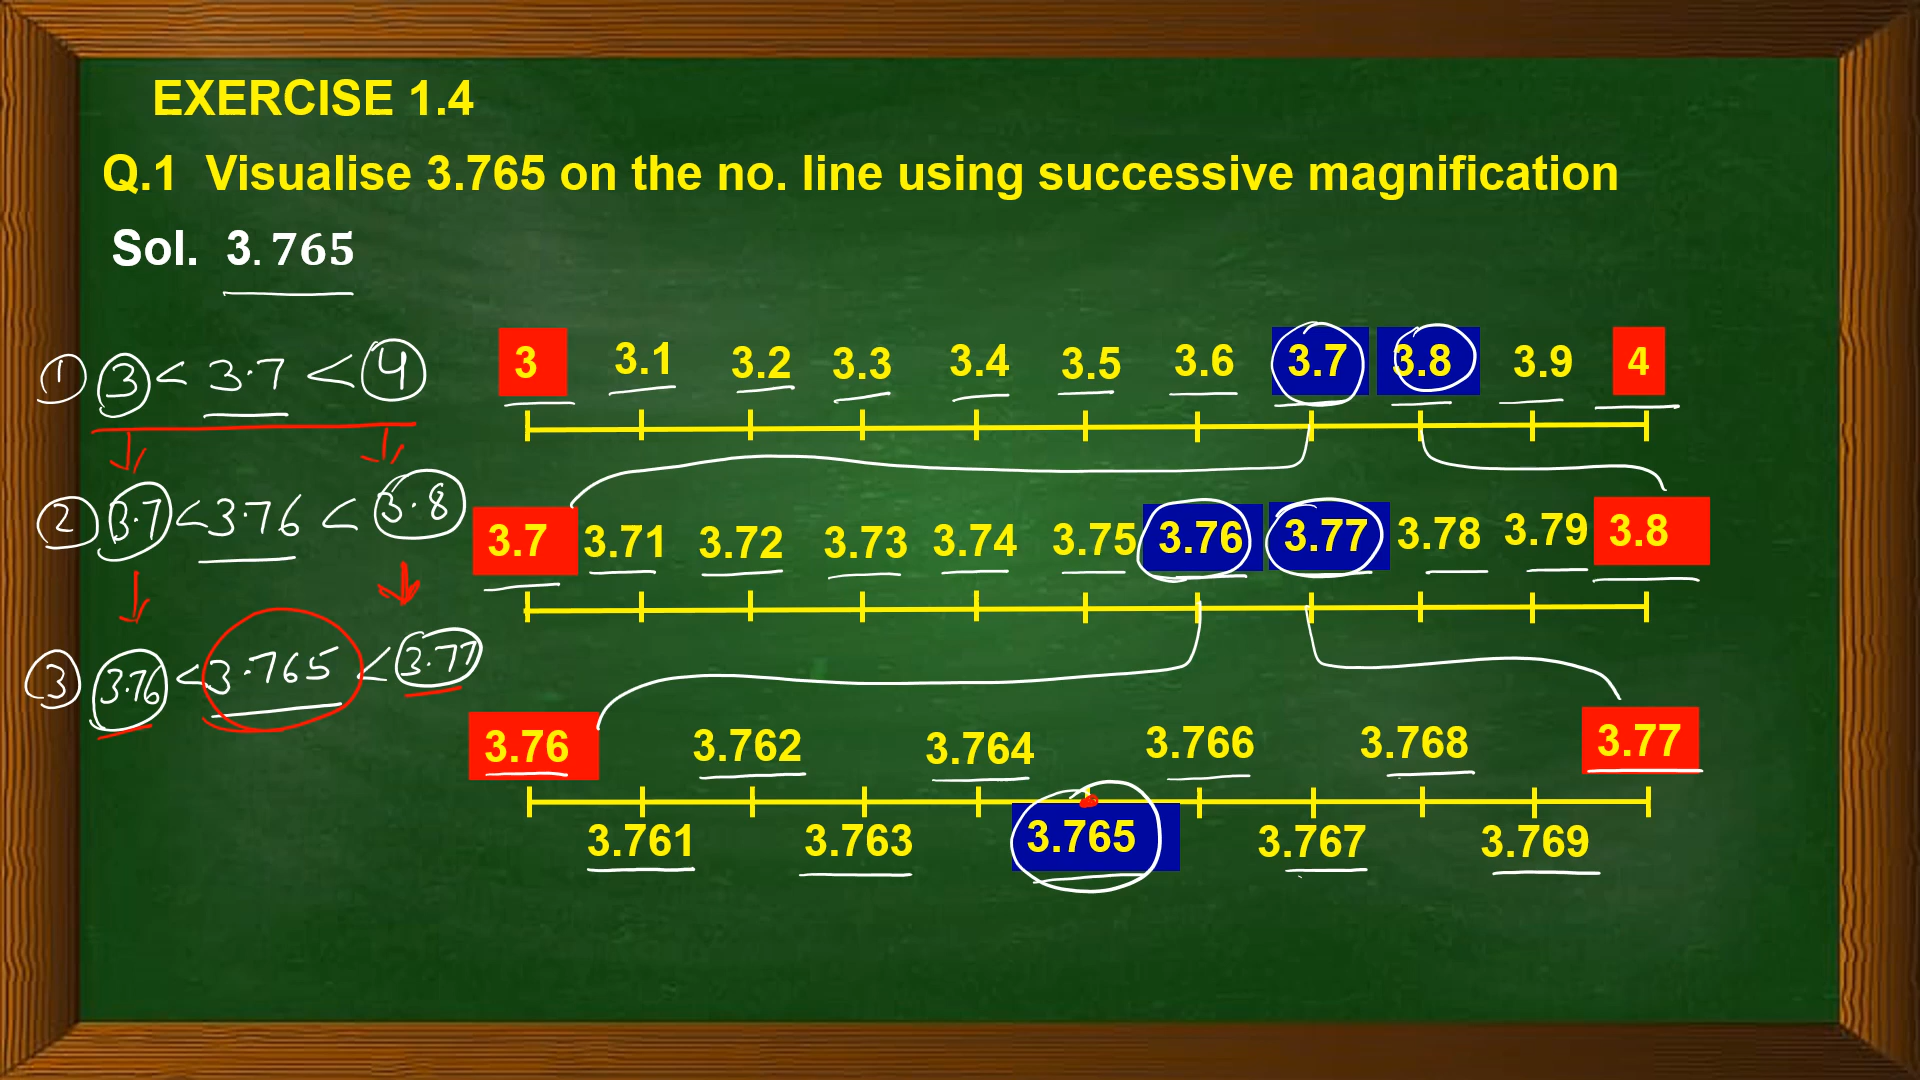 EXERCISE 1.4
Q.1 Visualise 3.765 on the no. line using successive magnification
Sol. 3.765
① 3 < 3.7 < 4
3 3.1 3.2 3.3 3.4 3.5 3.6 3.7 3.8 3.9 4
② 3.7 < 3.76 < 3.8
3.7 3.71 3.72 3.73 3.74 3.75 3.76 3.77 3.78 3.79 3.8
③ 3.76 < 3.765 < 3.77
3.76 3.762 3.764 3.766 3.768 3.77
3.761 3.763 3.765 3.767 3.769